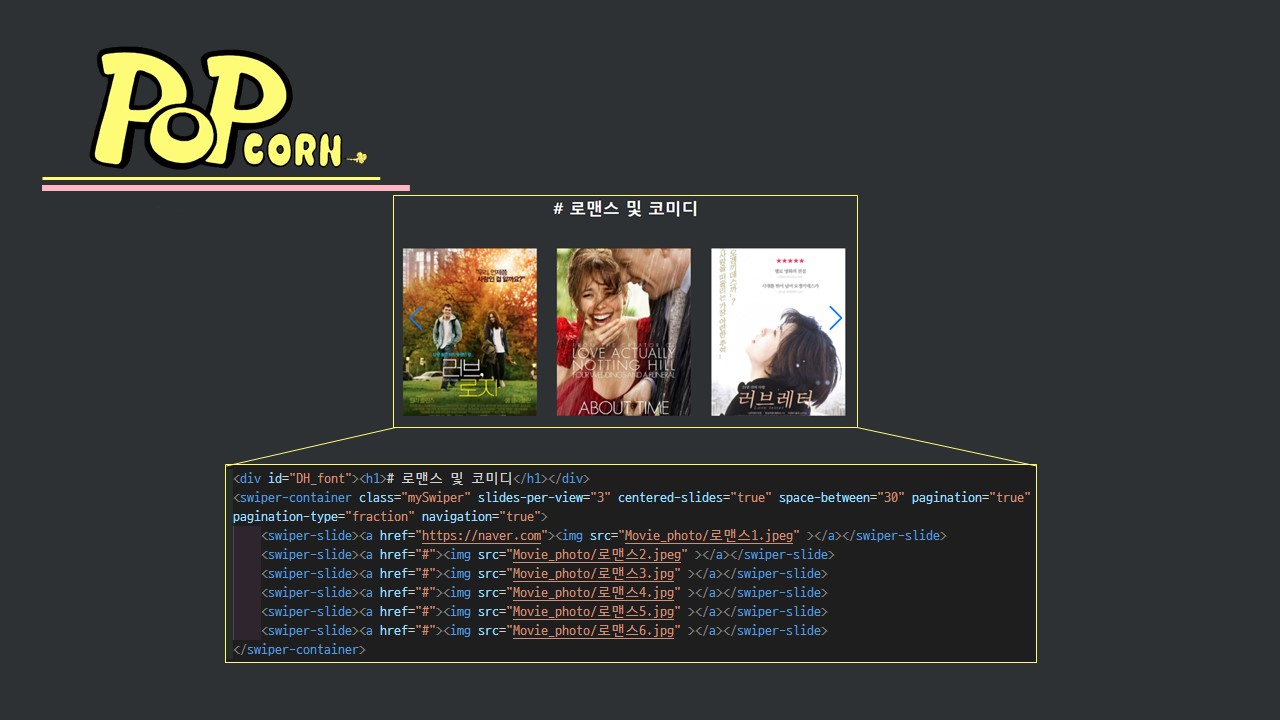 POP CORN
# 로맨스 및 코미디
러브, 로지
LOVE ACTUALLY
NOTTING HILL
FOUR WEDDINGS AND A FUNERAL
ABOUT TIME
★★★★★
러브레터
Love Letter
<div id="DH_font"><h1># 로맨스 및 코미디</h1></div>
<swiper-container class="mySwiper" slides-per-view="3" centered-slides="true" space-between="30" pagination="true"
pagination-type="fraction" navigation="true">
<swiper-slide><a href="https://naver.com"><img src="Movie_photo/로맨스1.jpeg" ></a></swiper-slide>
<swiper-slide><a href="#"><img src="Movie_photo/로맨스2.jpeg" ></a></swiper-slide>
<swiper-slide><a href="#"><img src="Movie_photo/로맨스3.jpg" ></a></swiper-slide>
<swiper-slide><a href="#"><img src="Movie_photo/로맨스4.jpg" ></a></swiper-slide>
<swiper-slide><a href="#"><img src="Movie_photo/로맨스5.jpg" ></a></swiper-slide>
<swiper-slide><a href="#"><img src="Movie_photo/로맨스6.jpg" ></a></swiper-slide>
</swiper-container>